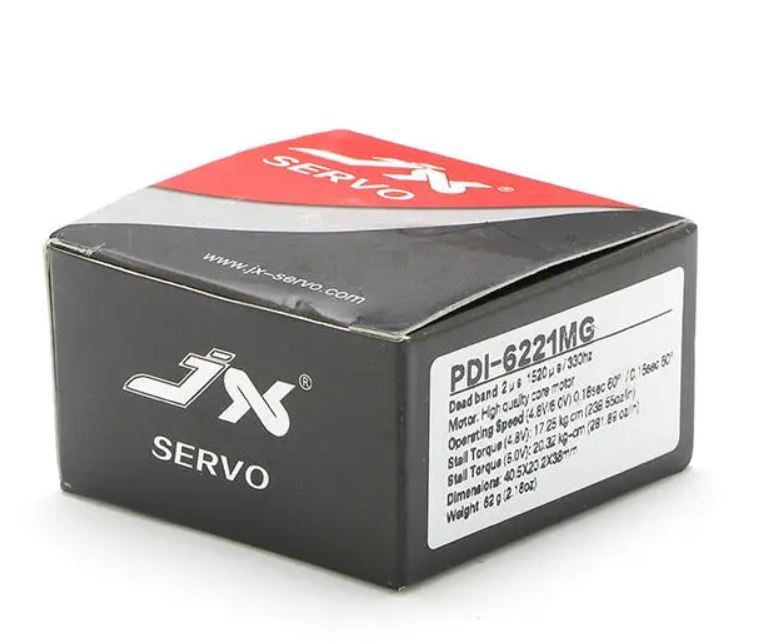 JX®
SERVO
www.jx-servo.com
JX®
SERVO
PDI-6221MG
Dead band 2μs 1520μs/330hz
Motor: High quality core motor
Operating Speed (4.8V/6.0V) 0.18sec 60°/0.16sec 60°
Stall Torque (4.8V): 17.25 kg cm (239.55oz/in)
Stall Torque (6.0V): 20.32 kg-cm (281.89 oz/in)
Dimensions: 40.5X20.2X38mm
Weight: 62 g (2.18oz)